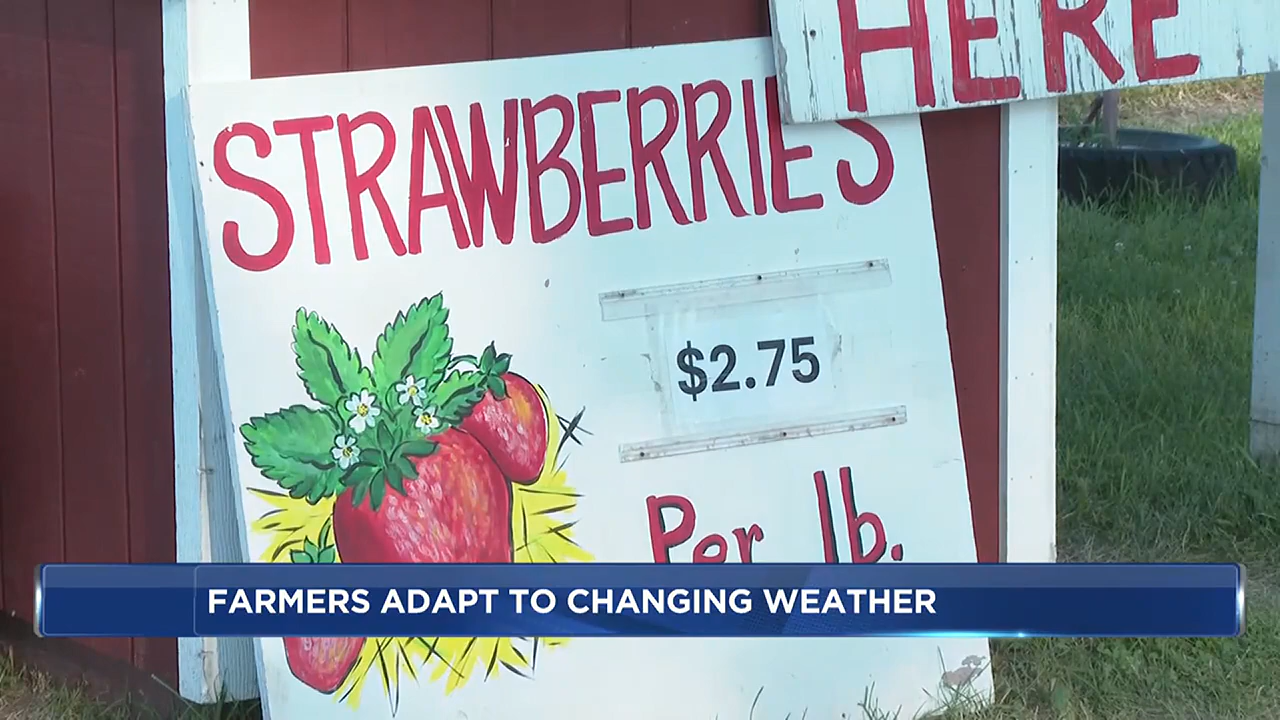 HERE
STRAWBERRIES
$2.75
Per lb.
FARMERS ADAPT TO CHANGING WEATHER